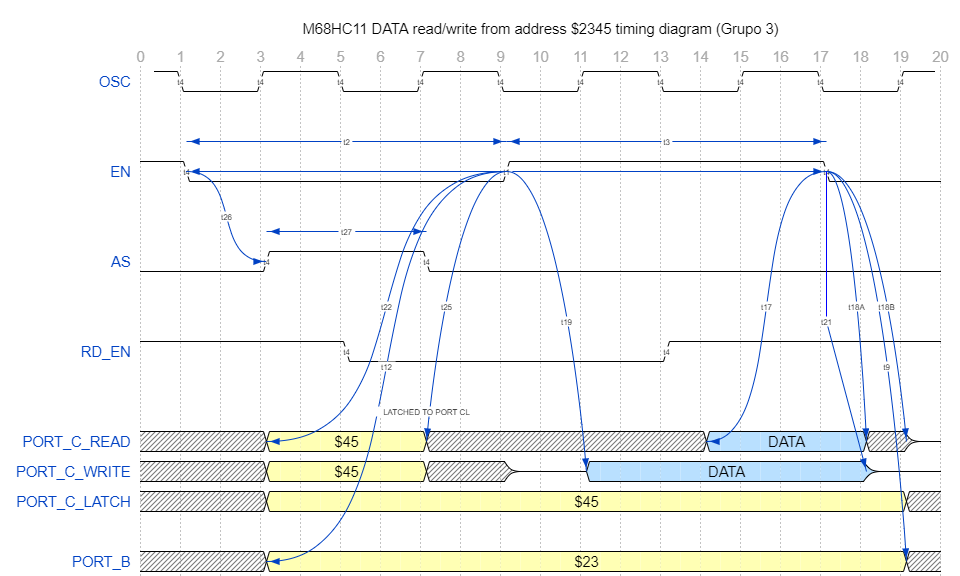 M68HC11 DATA read/write from address $2345 timing diagram (Grupo 3)
0 1 2 3 4 5 6 7 8 9 10 11 12 13 14 15 16 17 18 19 20
OSC t4 t4 t4 t4 t4 t4 t4 t4 t4 t4
t2 t3
EN t4 t1 t4
t26
t27
AS t4 t4
t22 t25 t17 t18A t18B
t19 t21
RD_EN t4 t4
t12 t9
LATCHED TO PORT CL
PORT_C_READ $45 DATA
PORT_C_WRITE $45 DATA
PORT_C_LATCH $45
PORT_B $23